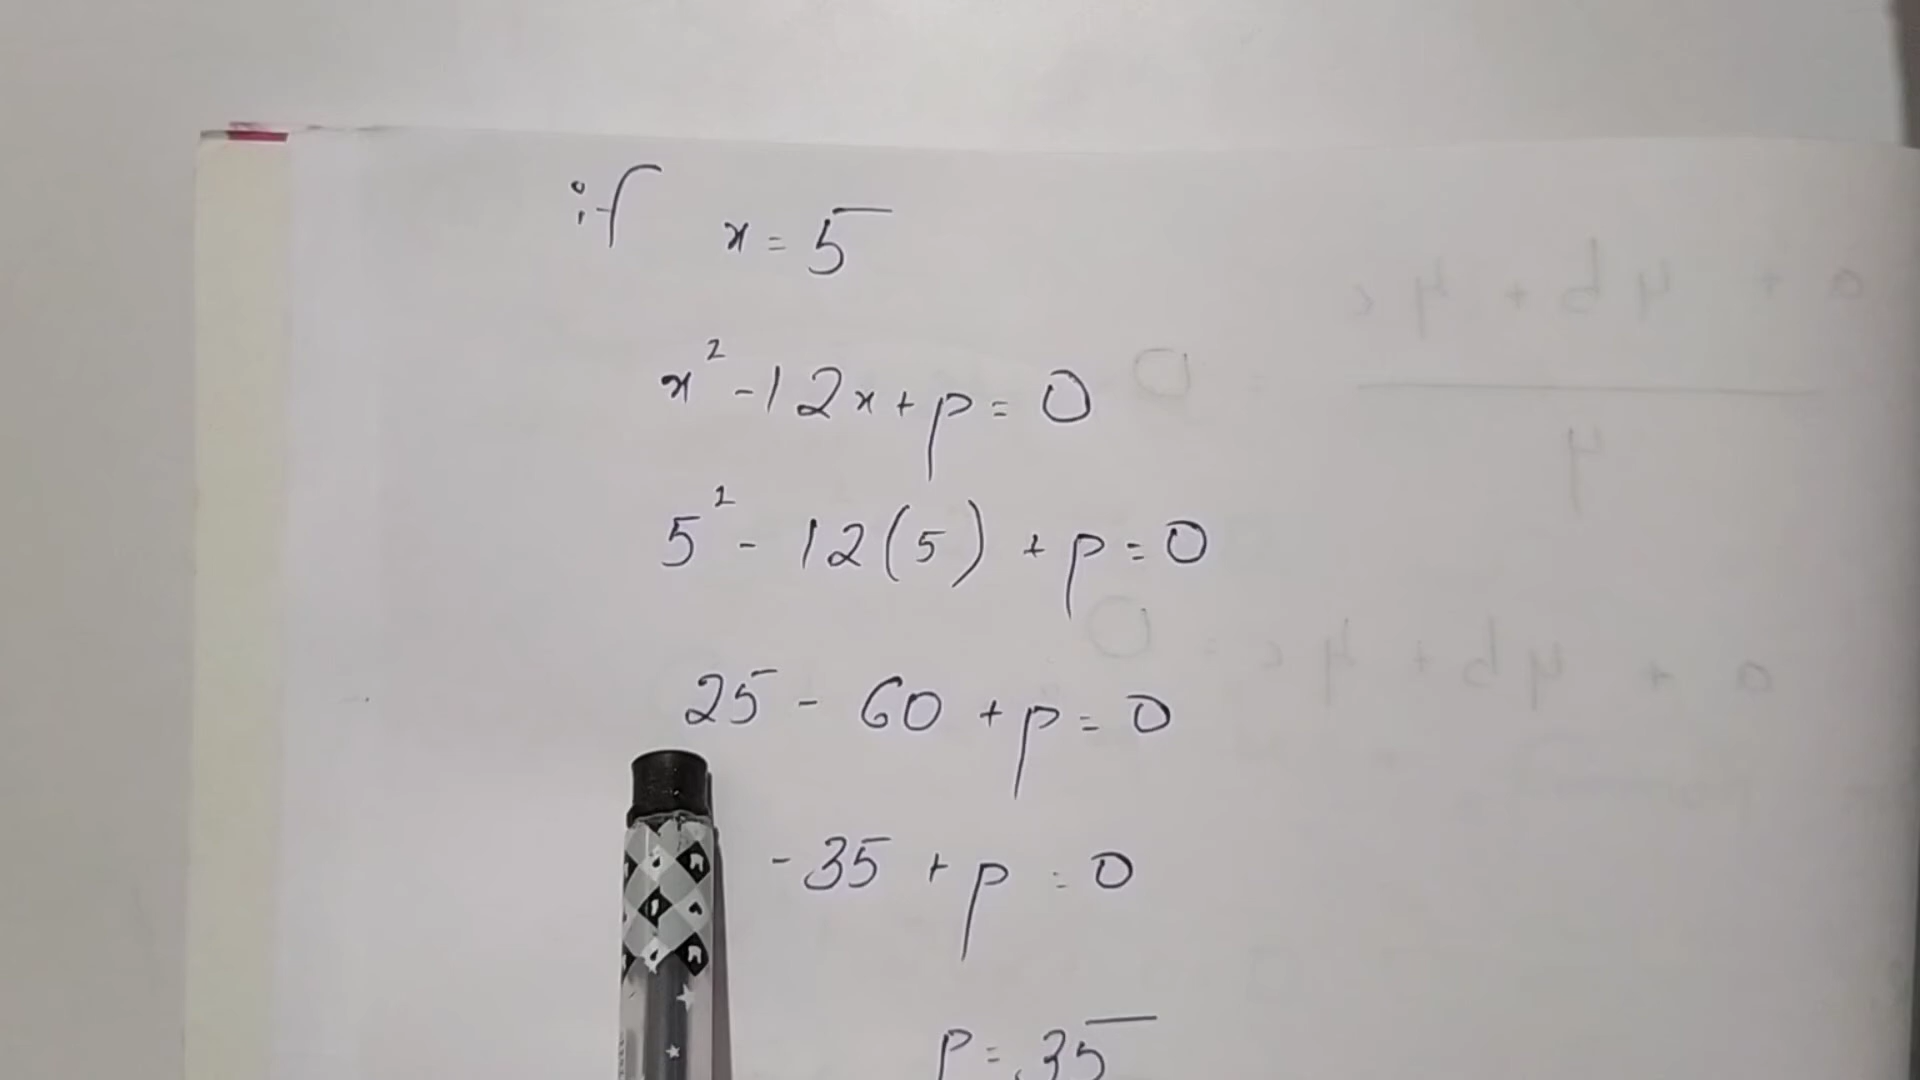 if x = 5
x² - 12x + p = 0
5² - 12(5) + p = 0
25 - 60 + p = 0
-35 + p = 0
p = 35